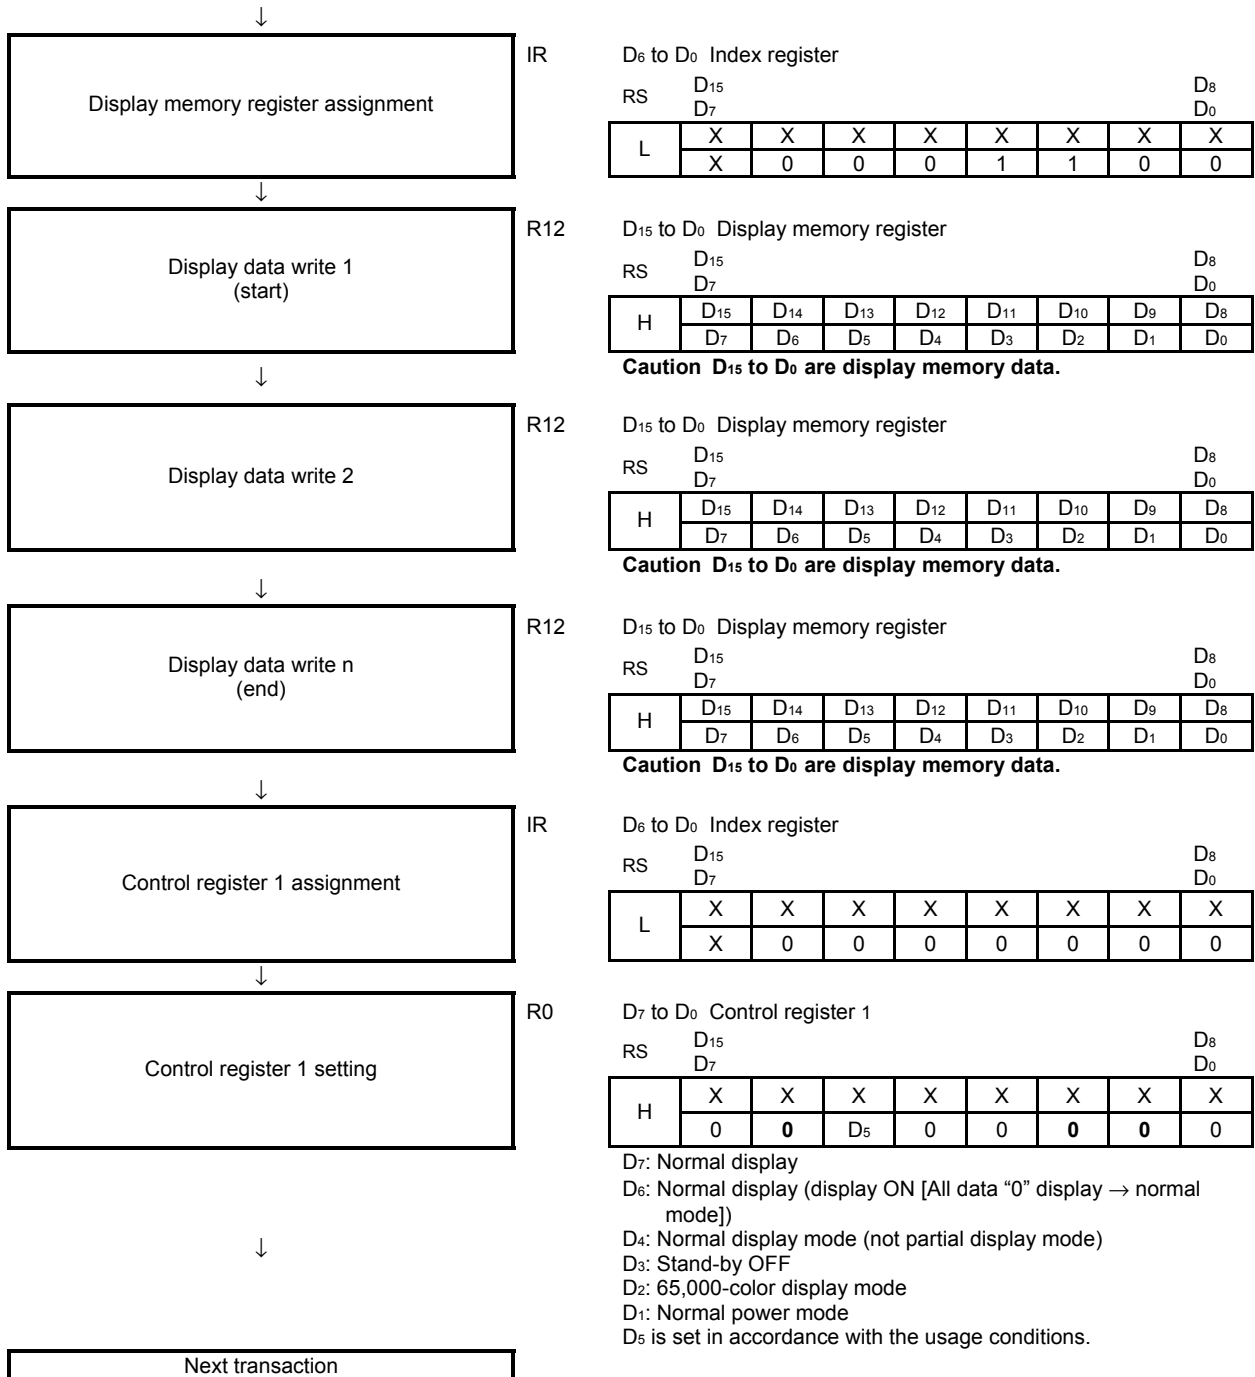 ↓
Display memory register assignment
IR
D6 to D0 Index register
RS D15 D8
D7 D0
L X X X X X X X X
X 0 0 0 1 1 0 0
↓
Display data write 1
(start)
R12
D15 to D0 Display memory register
RS D15 D8
D7 D0
H D15 D14 D13 D12 D11 D10 D9 D8
D7 D6 D5 D4 D3 D2 D1 D0
Caution D15 to D0 are display memory data.
↓
Display data write 2
R12
D15 to D0 Display memory register
RS D15 D8
D7 D0
H D15 D14 D13 D12 D11 D10 D9 D8
D7 D6 D5 D4 D3 D2 D1 D0
Caution D15 to D0 are display memory data.
↓
Display data write n
(end)
R12
D15 to D0 Display memory register
RS D15 D8
D7 D0
H D15 D14 D13 D12 D11 D10 D9 D8
D7 D6 D5 D4 D3 D2 D1 D0
Caution D15 to D0 are display memory data.
↓
Control register 1 assignment
IR
D6 to D0 Index register
RS D15 D8
D7 D0
L X X X X X X X X
X 0 0 0 0 0 0 0
↓
Control register 1 setting
R0
D7 to D0 Control register 1
RS D15 D8
D7 D0
H X X X X X X X X
0 0 D5 0 0 0 0 0
D7: Normal display
D6: Normal display (display ON [All data “0” display → normal
mode])
D4: Normal display mode (not partial display mode)
D3: Stand-by OFF
D2: 65,000-color display mode
D1: Normal power mode
D5 is set in accordance with the usage conditions.
↓
Next transaction